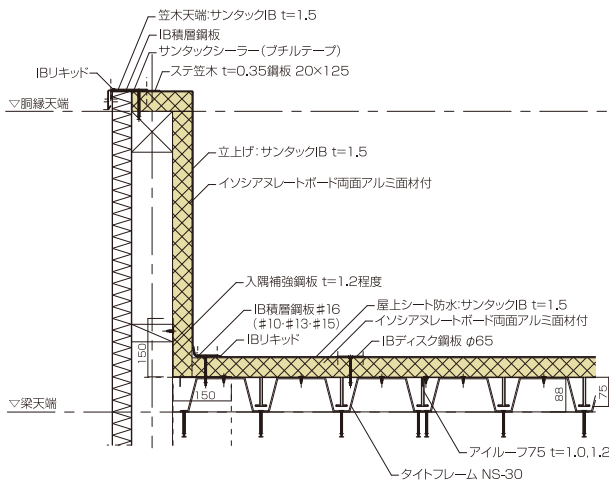 笠木天端:サンタックIB t=1.5
IB積層鋼板
サンタックシーラー(ブチルテープ)
IBリキッド
ステ笠木 t=0.35鋼板 20×125
▽胴縁天端
立上げ:サンタックIB t=1.5
イソシアヌレートボード両面アルミ面材付
入隅補強鋼板 t=1.2程度
IB積層鋼板#16
(#10・#13・#15)
IBリキッド
屋上シート防水:サンタックIB t=1.5
イソシアヌレートボード両面アルミ面材付
IBディスク鋼板 φ65
150
150
88
75
▽梁天端
アイルーフ75 t=1.0,1.2
タイトフレーム NS-30